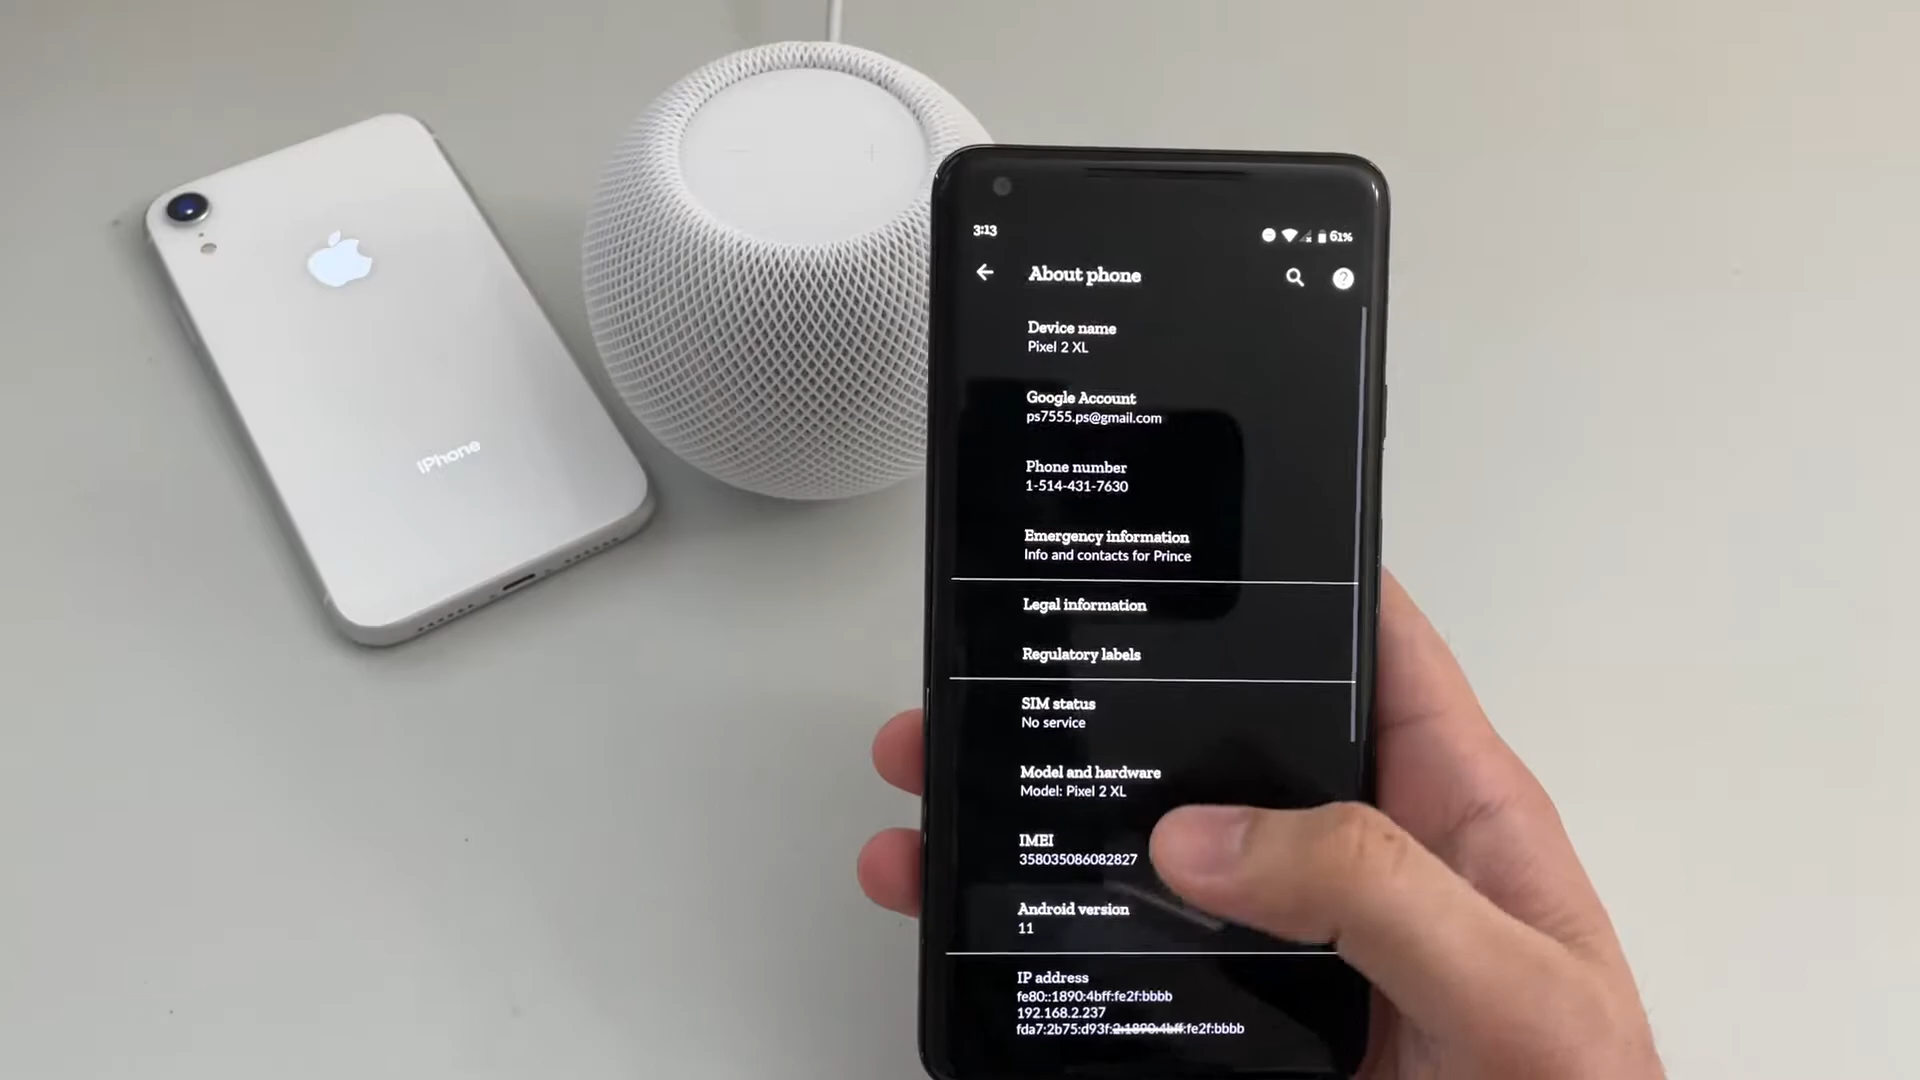 iPhone
3:13
61%
About phone
Device name
Pixel 2 XL
Google Account
ps7555.ps@gmail.com
Phone number
1-514-431-7630
Emergency information
Info and contacts for Prince
Legal information
Regulatory labels
SIM status
No service
Model and hardware
Model: Pixel 2 XL
IMEI
358035086082827
Android version
11
IP address
fe80::1890:4bff:fe2f:bbbb
192.168.2.237
fda7:2b75:d93f:2:1890:4bff:fe2f:bbbb